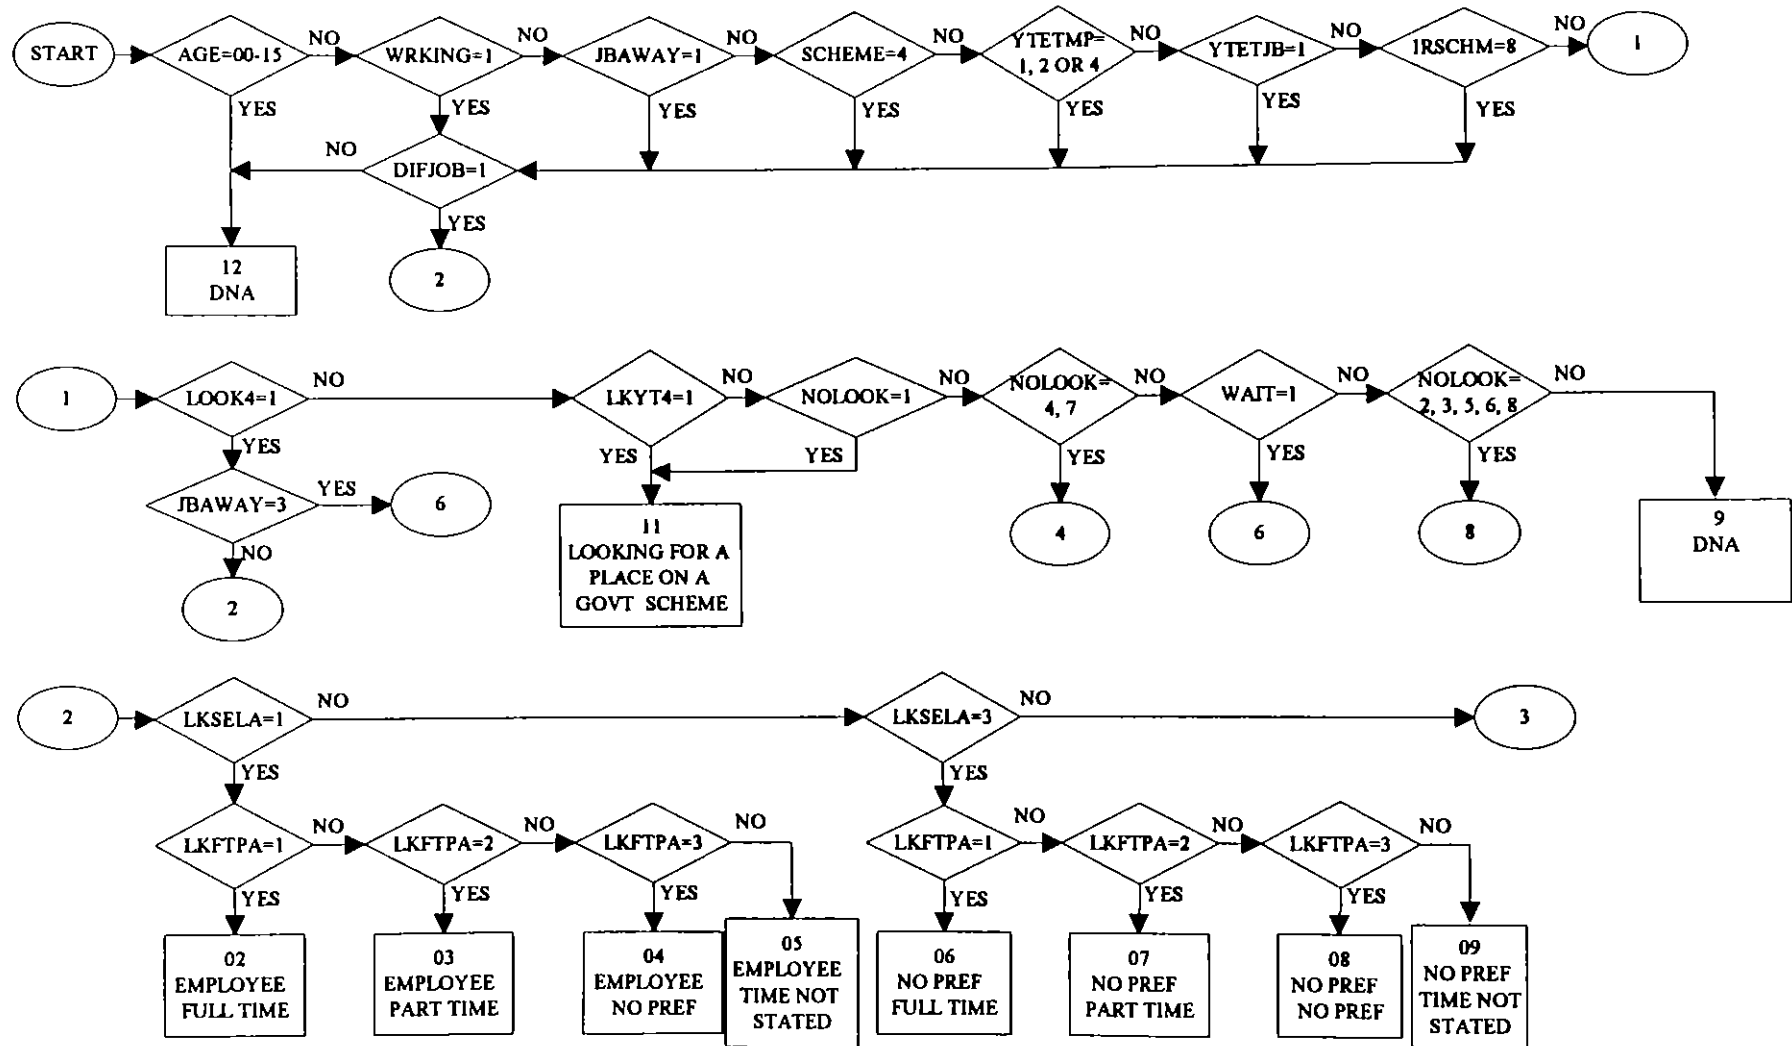 START
AGE=00-15
NO
WRKING=1
NO
JBAWAY=1
NO
SCHEME=4
NO
YTETMP=
1, 2 OR 4
NO
YTETJB=1
NO
1RSCHM=8
NO
1
YES
YES
YES
YES
YES
YES
YES
NO
DIFJOB=1
YES
12
DNA
2
1
LOOK4=1
NO
LKYT4=1
NO
NOLOOK=1
NO
NOLOOK=
4, 7
NO
WAIT=1
NO
NOLOOK=
2, 3, 5, 6, 8
NO
YES
YES
YES
YES
YES
YES
JBAWAY=3
YES
6
NO
2
11
LOOKING FOR A
PLACE ON A
GOVT SCHEME
4
6
8
9
DNA
2
LKSELA=1
NO
LKSELA=3
NO
3
YES
YES
LKFTPA=1
NO
LKFTPA=2
NO
LKFTPA=3
NO
LKFTPA=1
NO
LKFTPA=2
NO
LKFTPA=3
NO
YES
YES
YES
YES
YES
YES
02
EMPLOYEE
FULL TIME
03
EMPLOYEE
PART TIME
04
EMPLOYEE
NO PREF
05
EMPLOYEE
TIME NOT
STATED
06
NO PREF
FULL TIME
07
NO PREF
PART TIME
08
NO PREF
NO PREF
09
NO PREF
TIME NOT
STATED